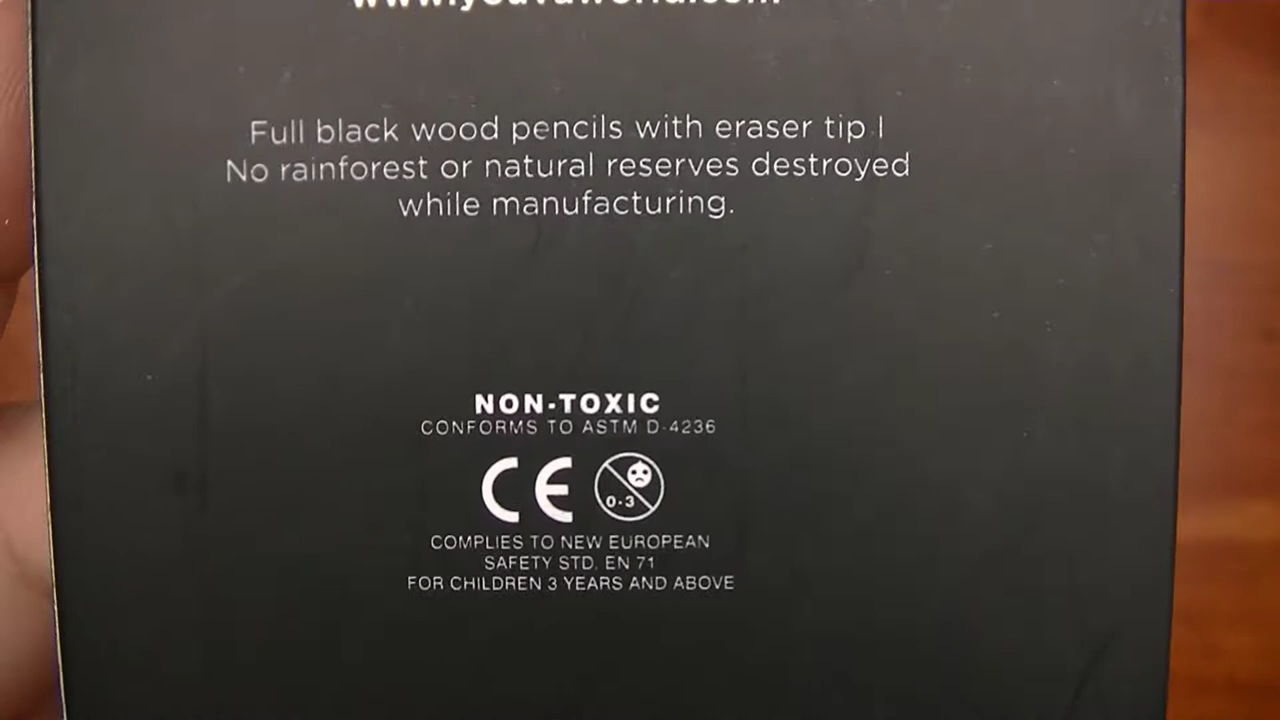 Full black wood pencils with eraser tip |
No rainforest or natural reserves destroyed
while manufacturing.
NON-TOXIC
CONFORMS TO ASTM D-4236
CE
0-3
COMPLIES TO NEW EUROPEAN
SAFETY STD. EN 71
FOR CHILDREN 3 YEARS AND ABOVE